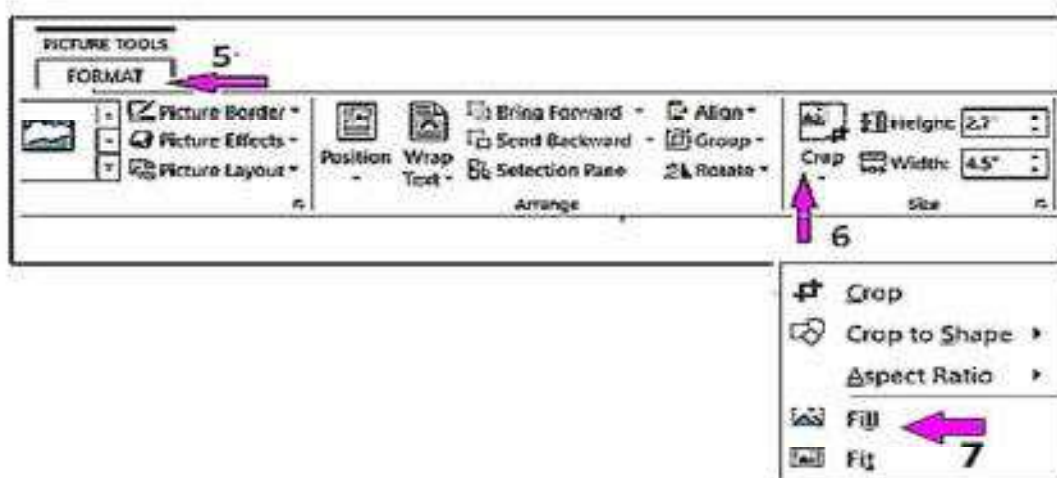 PICTURE TOOLS
FORMAT
5
Picture Border
Picture Effects
Picture Layout
Position
Wrap Text
Bring Forward
Send Backward
Selection Pane
Align
Group
Rotate
Arrange
Crop
Height: 2.7"
Width: 4.5"
Size
6
Crop
Crop to Shape
Aspect Ratio
Fill
7
Fit